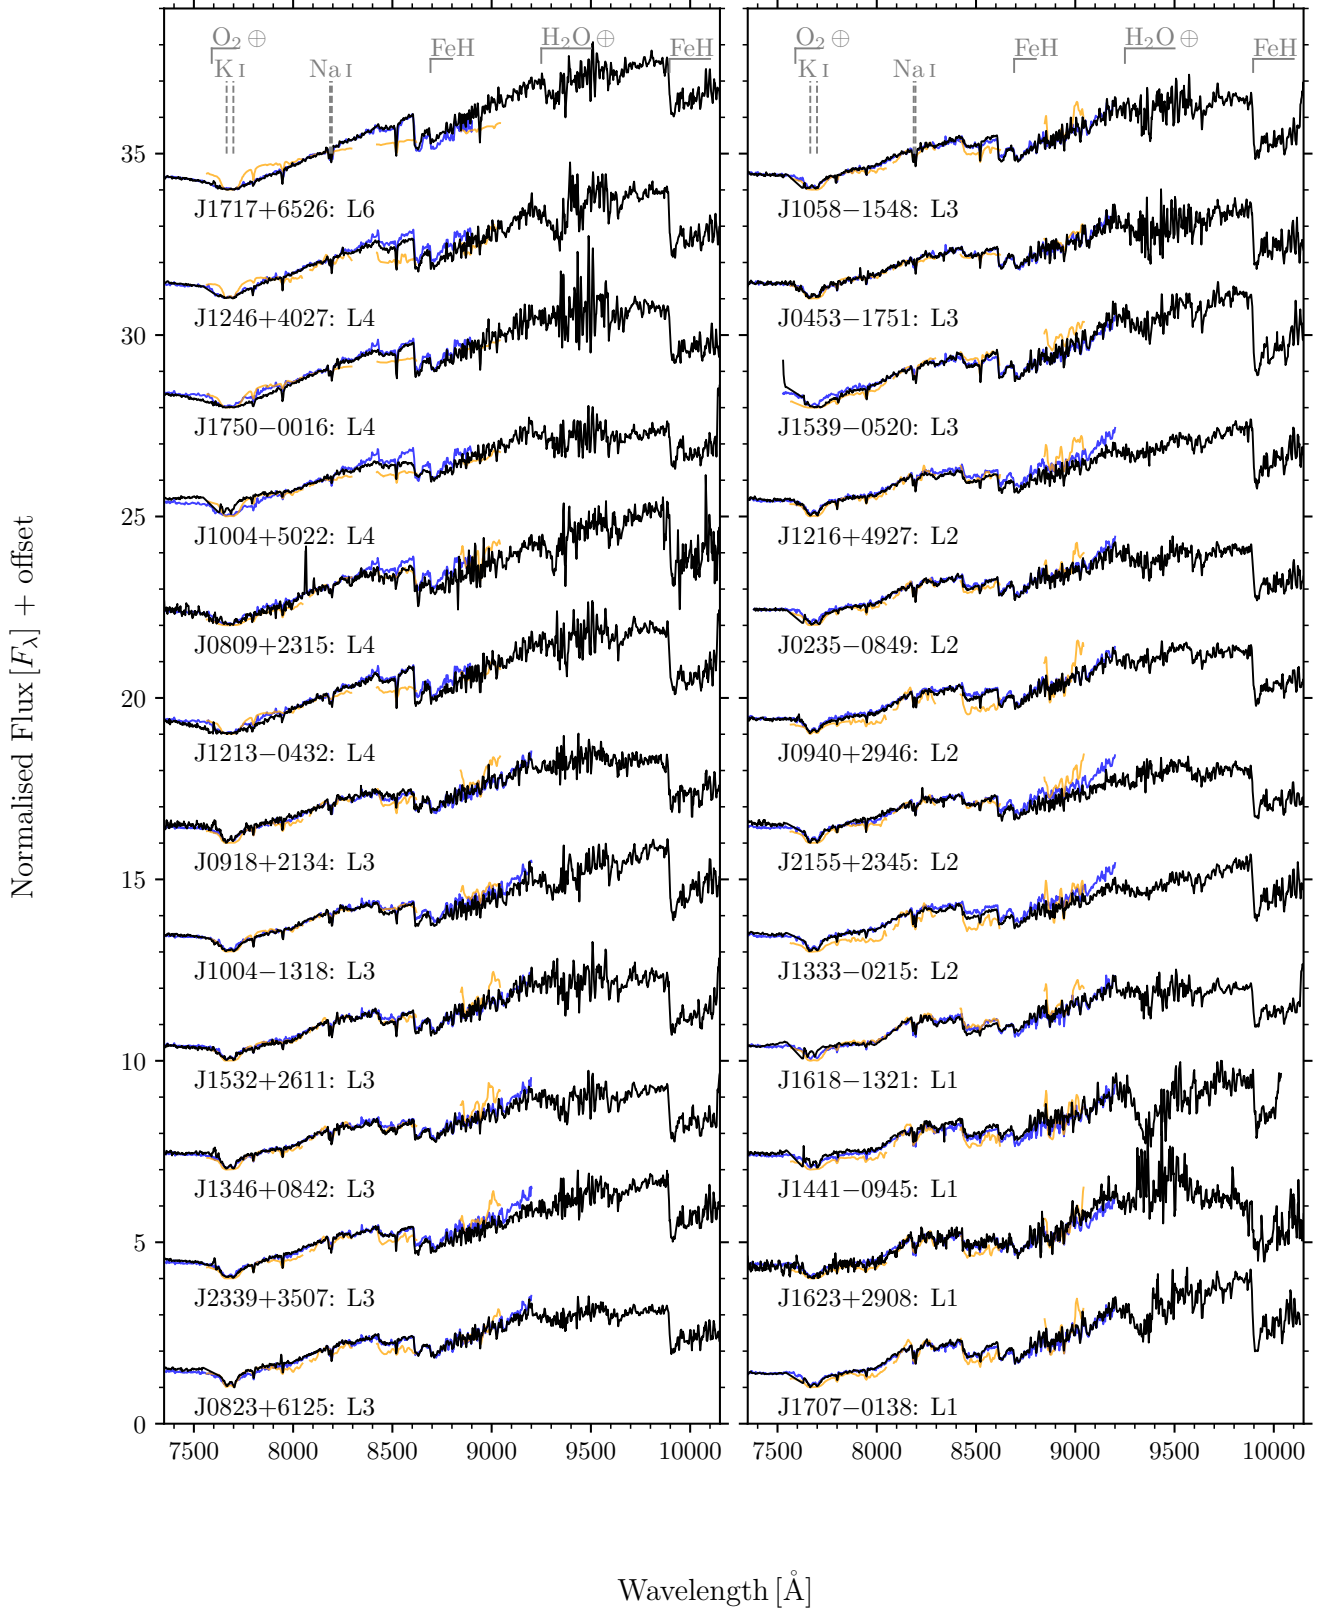 O₂ ⊕
H₂O ⊕
FeH
FeH
K I
Na I
J1717+6526: L6
J1246+4027: L4
J1750−0016: L4
J1004+5022: L4
J0809+2315: L4
J1213−0432: L4
J0918+2134: L3
J1004−1318: L3
J1532+2611: L3
J1346+0842: L3
J2339+3507: L3
J0823+6125: L3
35
30
25
20
15
10
5
0
7500 8000 8500 9000 9500 10000
O₂ ⊕
H₂O ⊕
FeH
FeH
K I
Na I
J1058−1548: L3
J0453−1751: L3
J1539−0520: L3
J1216+4927: L2
J0235−0849: L2
J0940+2946: L2
J2155+2345: L2
J1333−0215: L2
J1618−1321: L1
J1441−0945: L1
J1623+2908: L1
J1707−0138: L1
7500 8000 8500 9000 9500 10000
Normalised Flux [F_λ] + offset
Wavelength [Å]